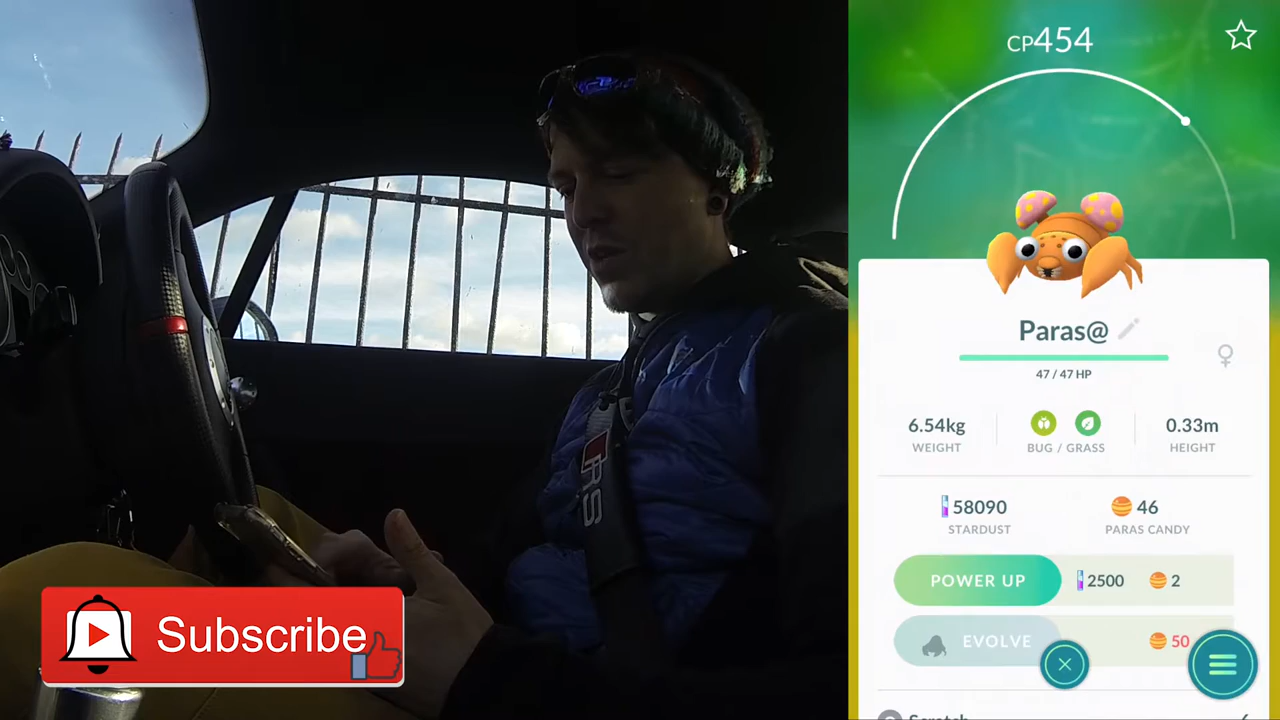 CP454
Paras@
47 / 47 HP
6.54kg
WEIGHT
BUG / GRASS
0.33m
HEIGHT
58090
STARDUST
46
PARAS CANDY
POWER UP
2500
2
EVOLVE
50
RS
Subscribe